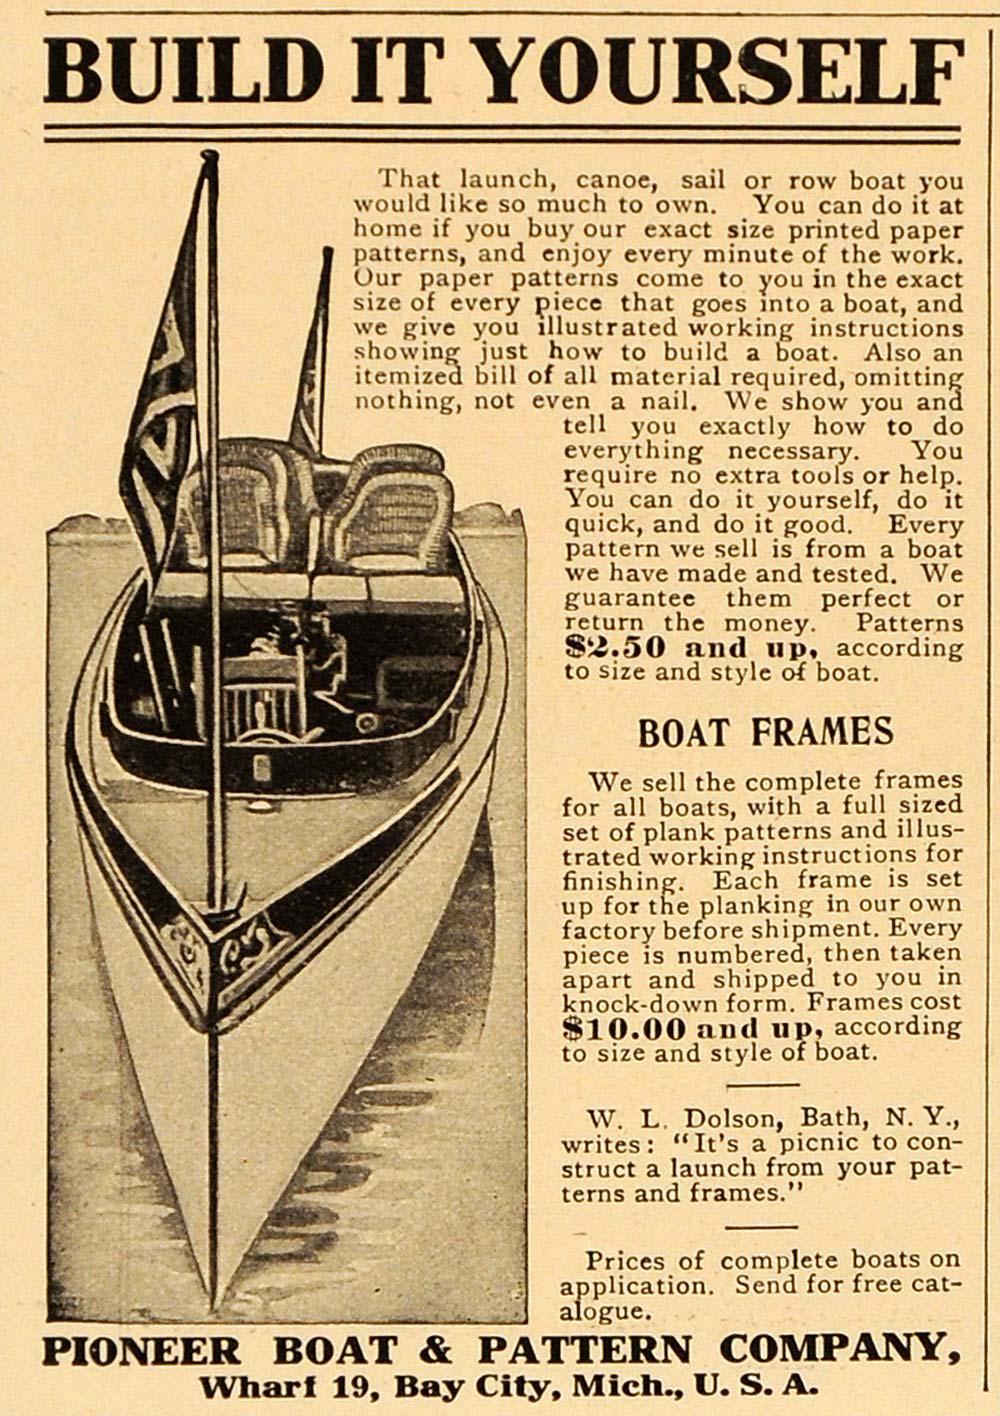 BUILD IT YOURSELF
That launch, canoe, sail or row boat you
would like so much to own. You can do it at
home if you buy our exact size printed paper
patterns, and enjoy every minute of the work.
Our paper patterns come to you in the exact
size of every piece that goes into a boat, and
we give you illustrated working instructions
showing just how to build a boat. Also an
itemized bill of all material required, omitting
nothing, not even a nail. We show you and
tell you exactly how to do
everything necessary. You
require no extra tools or help.
You can do it yourself, do it
quick, and do it good. Every
pattern we sell is from a boat
we have made and tested. We
guarantee them perfect or
return the money. Patterns
$2.50 and up, according
to size and style of boat.
BOAT FRAMES
We sell the complete frames
for all boats, with a full sized
set of plank patterns and illus-
trated working instructions for
finishing. Each frame is set
up for the planking in our own
factory before shipment. Every
piece is numbered, then taken
apart and shipped to you in
knock-down form. Frames cost
$10.00 and up, according
to size and style of boat.
W. L. Dolson, Bath, N. Y.,
writes: "It's a picnic to con-
struct a launch from your pat-
terns and frames."
Prices of complete boats on
application. Send for free cat-
alogue.
PIONEER BOAT & PATTERN COMPANY,
Wharf 19, Bay City, Mich., U. S. A.